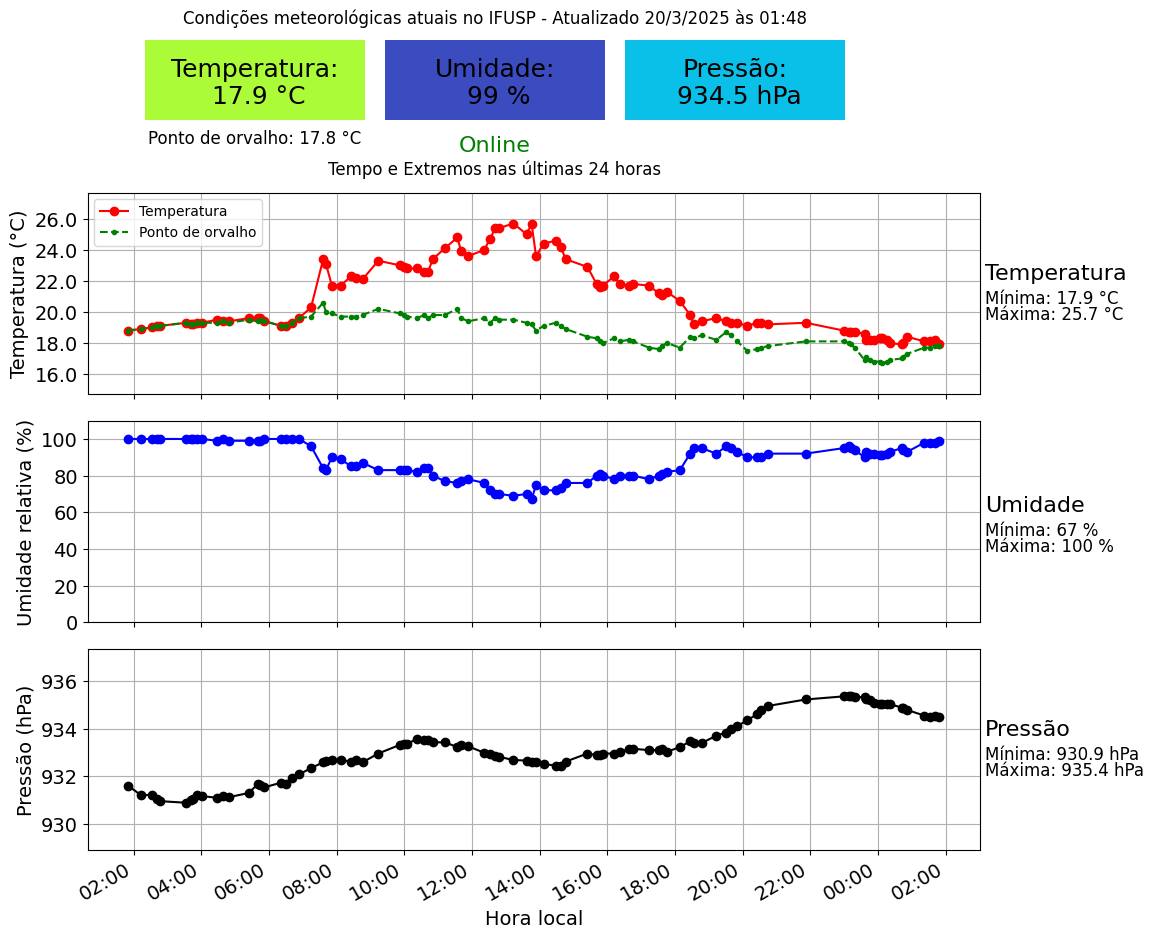 Condições meteorológicas atuais no IFUSP - Atualizado 20/3/2025 às 01:48
Temperatura:
17.9 °C
Umidade:
99 %
Pressão:
934.5 hPa
Ponto de orvalho: 17.8 °C
Online
Tempo e Extremos nas últimas 24 horas
Temperatura (°C)
26.0
24.0
22.0
20.0
18.0
16.0
Temperatura
Ponto de orvalho
Temperatura
Mínima: 17.9 °C
Máxima: 25.7 °C
Umidade relativa (%)
100
80
60
40
20
0
Umidade
Mínima: 67 %
Máxima: 100 %
Pressão (hPa)
936
934
932
930
Pressão
Mínima: 930.9 hPa
Máxima: 935.4 hPa
02:00 04:00 06:00 08:00 10:00 12:00 14:00 16:00 18:00 20:00 22:00 00:00 02:00
Hora local